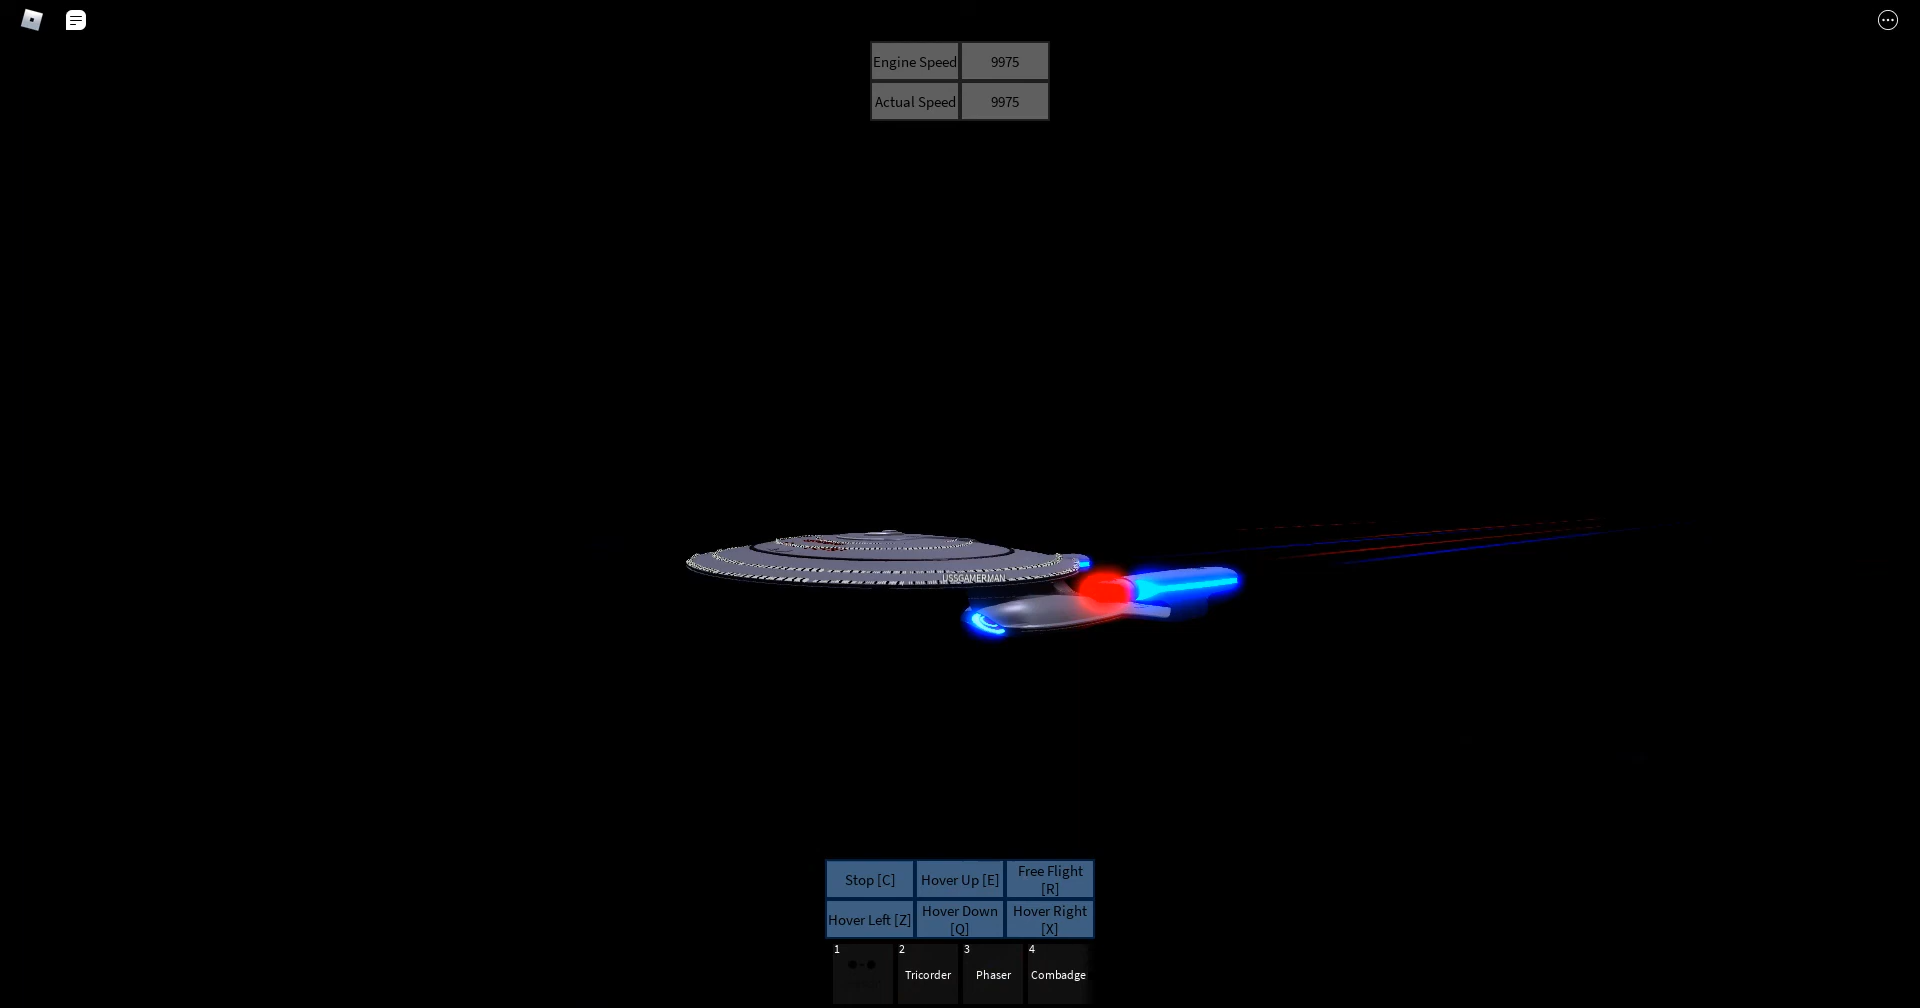 Engine Speed 9975
Actual Speed 9975
USSGAMERMAN
Stop [C] Hover Up [E] Free Flight [R]
Hover Left [Z] Hover Down [Q] Hover Right [X]
1 2 3 4
Tricorder Phaser Combadge